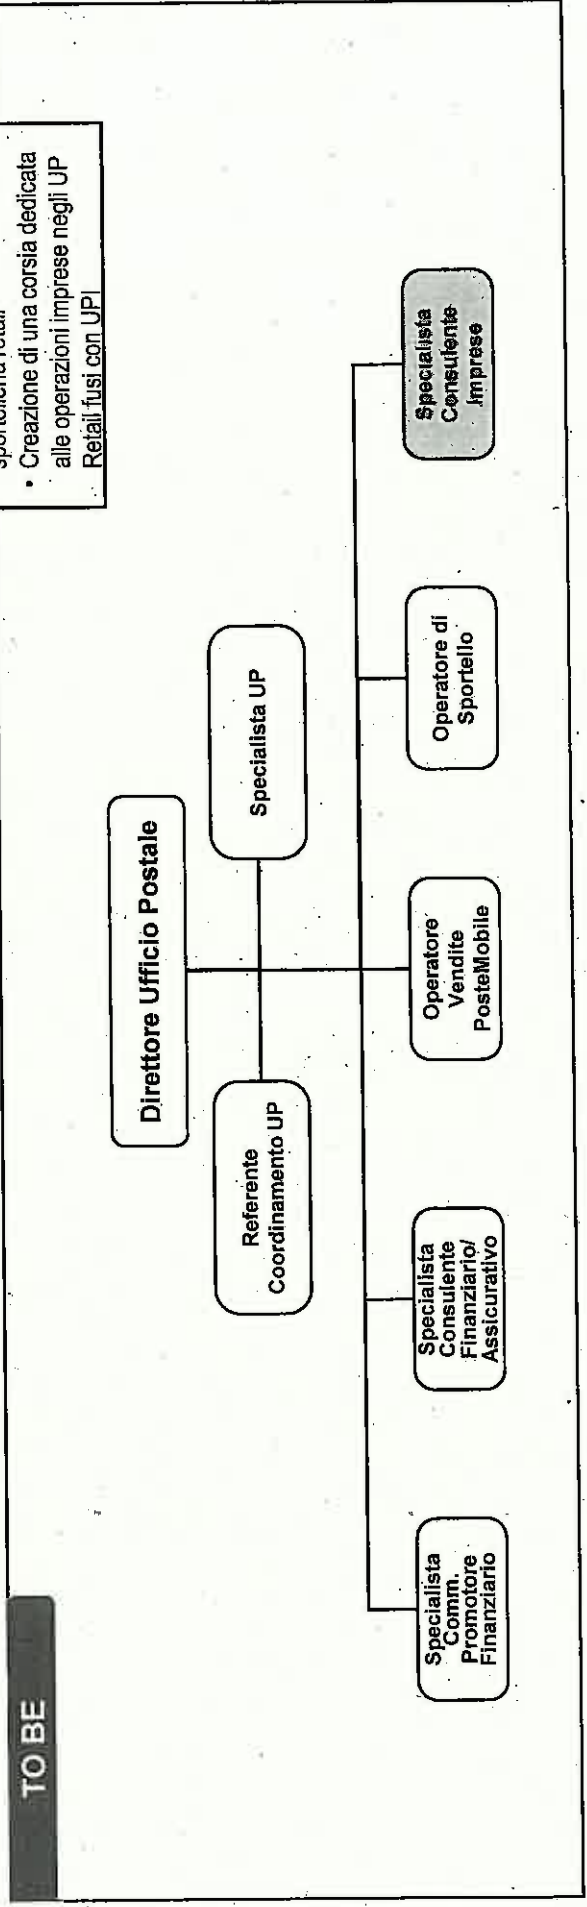 TO BE
• Creazione di una corsia dedicata
alle operazioni imprese negli UP
Retail fusi con UPI
Direttore Ufficio Postale
Referente
Coordinamento UP
Specialista UP
Specialista
Comm.
Promotore
Finanziario
Specialista
Consulente
Finanziario/
Assicurativo
Operatore
Vendite
PosteMobile
Operatore di
Sportello
Specialista
Consulente
Imprese